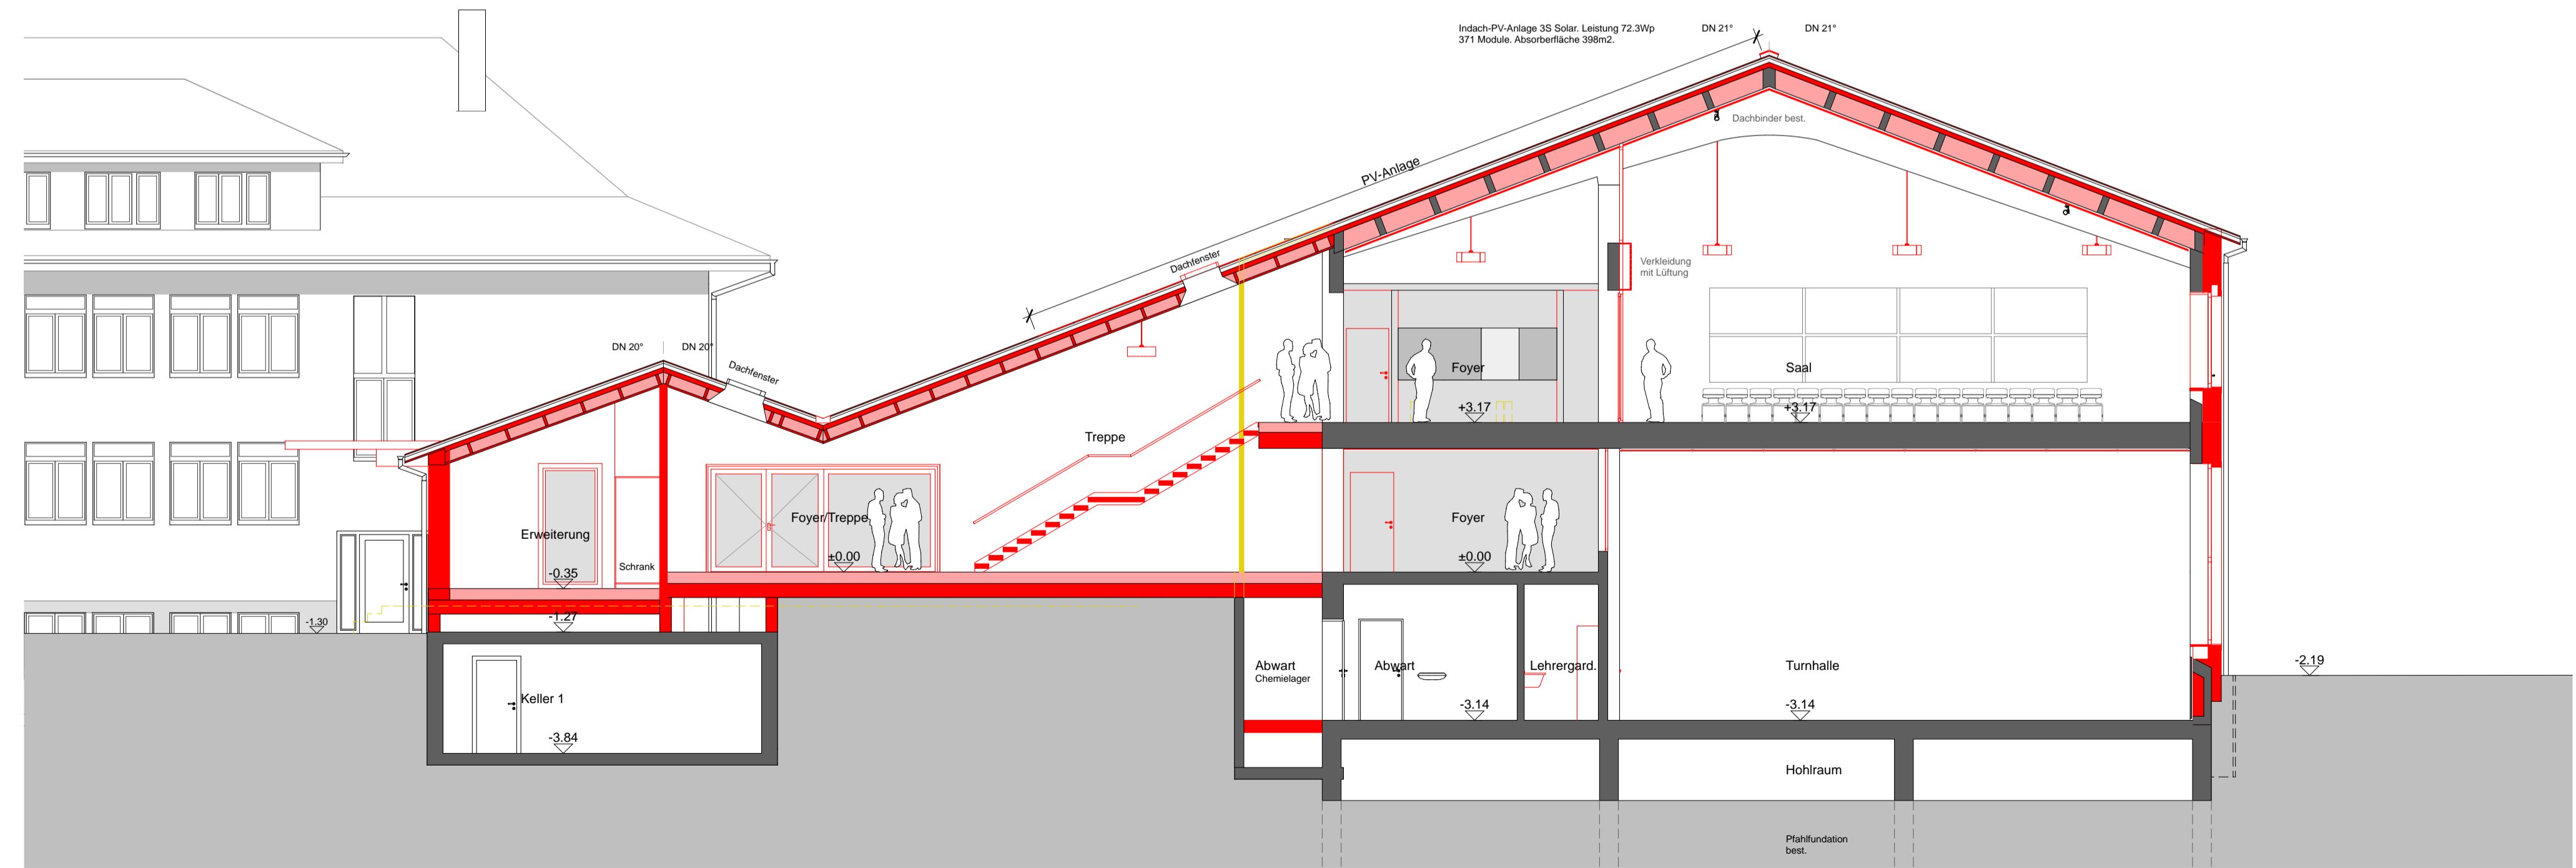 Indach-PV-Anlage 3S Solar. Leistung 72.3Wp
371 Module. Absorberfläche 398m2.
DN 21°
DN 21°
Dachbinder best.
PV-Anlage
Dachfenster
Verkleidung
mit Lüftung
DN 20°
DN 20°
Dachfenster
Foyer
Saal
+3.17
+3.17
Treppe
Erweiterung
Foyer/Treppe
Foyer
Schrank
-0.35
±0.00
±0.00
-1.30
-1.27
Abwart
Chemielager
Abwart
Lehrergard.
Turnhalle
-2.19
Keller 1
-3.14
-3.14
-3.84
Hohlraum
Pfahlfundation
best.